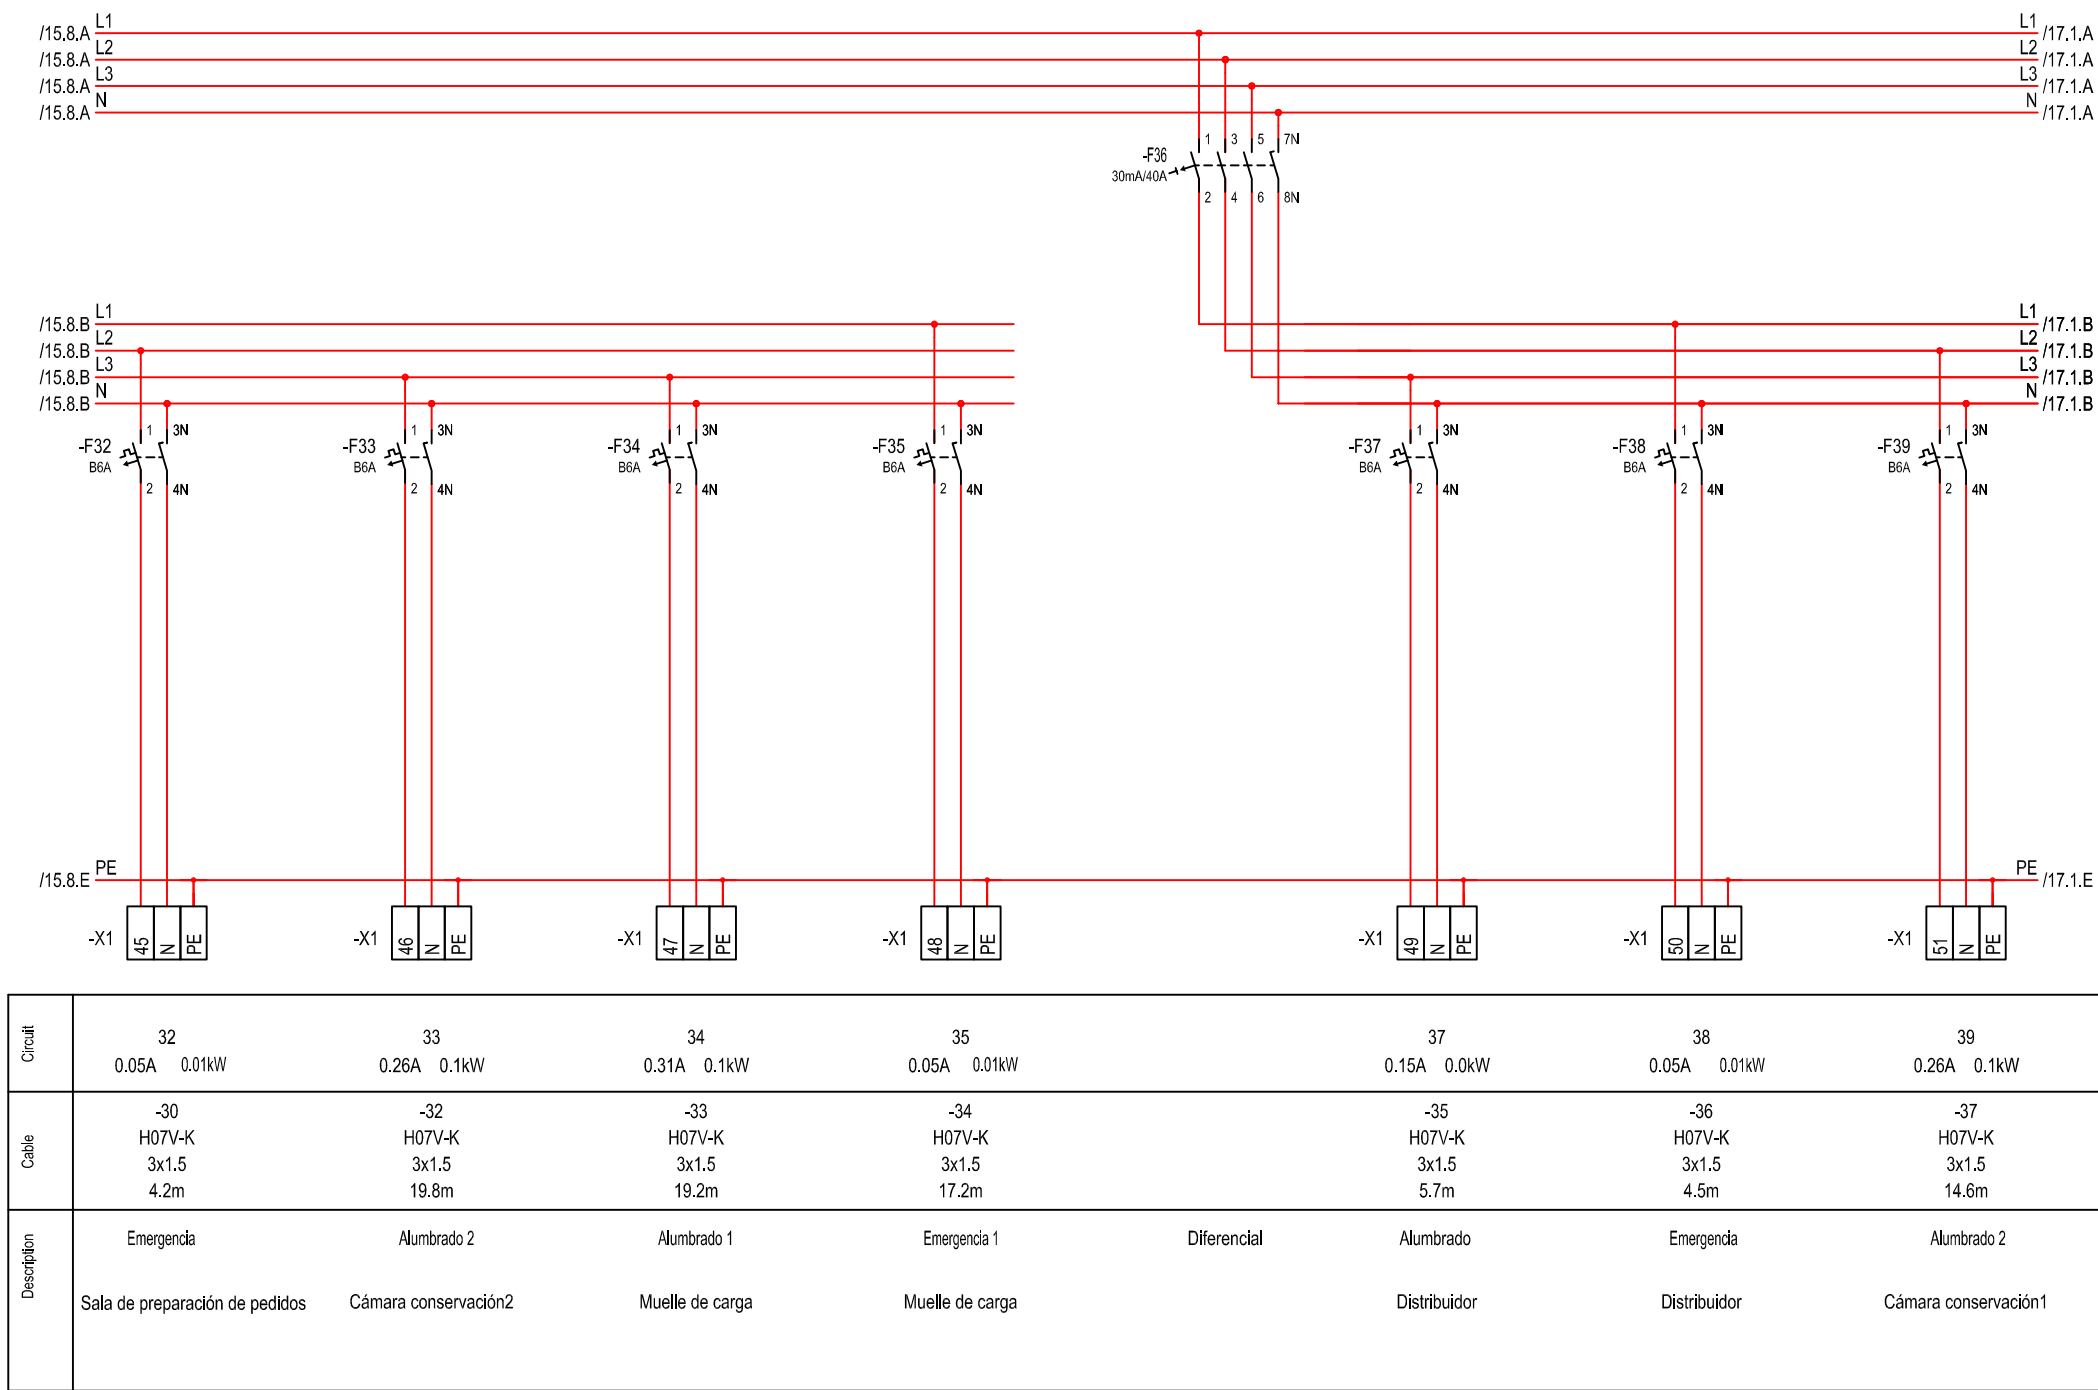 L1 L1
/15.8.A /17.1.A
L2 L2
/15.8.A /17.1.A
L3 L3
/15.8.A /17.1.A
N N
/15.8.A /17.1.A
1 3 5 7N
-F36
30mA/40A
2 4 6 8N
L1 L1
/15.8.B /17.1.B
L2 L2
/15.8.B /17.1.B
L3 L3
/15.8.B /17.1.B
N N
/15.8.B /17.1.B
1 3N 1 3N 1 3N 1 3N 1 3N 1 3N 1 3N
-F32 -F33 -F34 -F35 -F37 -F38 -F39
B6A B6A B6A B6A B6A B6A B6A
2 4N 2 4N 2 4N 2 4N 2 4N 2 4N 2 4N
PE PE
/15.8.E /17.1.E
-X1 45 N PE -X1 46 N PE -X1 47 N PE -X1 48 N PE -X1 49 N PE -X1 50 N PE -X1 51 N PE
Circuit
32 33 34 35 37 38 39
0.05A 0.01kW 0.26A 0.1kW 0.31A 0.1kW 0.05A 0.01kW 0.15A 0.0kW 0.05A 0.01kW 0.26A 0.1kW
Cable
-30 -32 -33 -34 -35 -36 -37
H07V-K H07V-K H07V-K H07V-K H07V-K H07V-K H07V-K
3x1.5 3x1.5 3x1.5 3x1.5 3x1.5 3x1.5 3x1.5
4.2m 19.8m 19.2m 17.2m 5.7m 4.5m 14.6m
Description
Emergencia Alumbrado 2 Alumbrado 1 Emergencia 1 Diferencial Alumbrado Emergencia Alumbrado 2
Sala de preparación de pedidos Cámara conservación2 Muelle de carga Muelle de carga Distribuidor Distribuidor Cámara conservación1